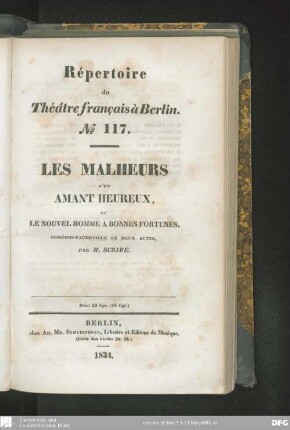 Répertoire
du
Théâtre français à Berlin.
№ 117.
LES MALHEURS
D'UN
AMANT HEUREUX,
OU
LE NOUVEL HOMME A BONNES FORTUNES,
COMÉDIE-VAUDEVILLE EN DEUX ACTES,
PAR M. SCRIBE.
BERLIN,
chez Ad. Mt. Schlesinger, Libraire et Editeur de Musique.
1834.
DFG